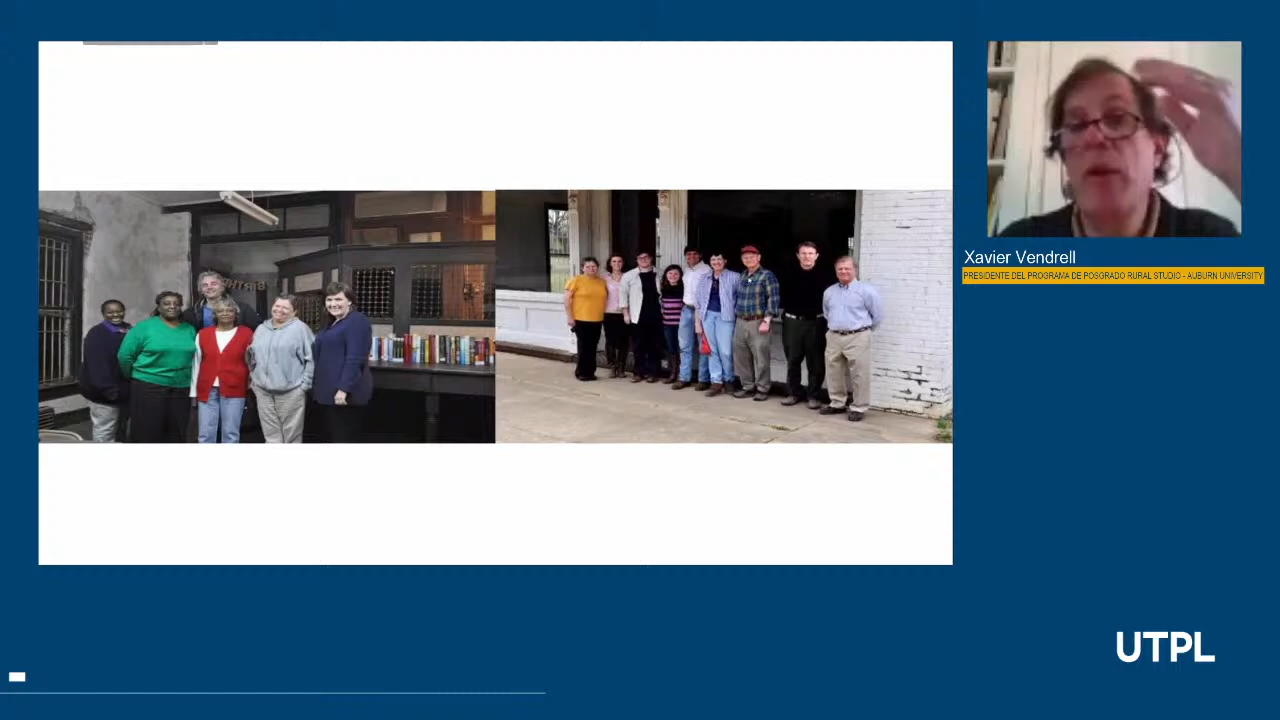 Xavier Vendrell
PRESIDENTE DEL PROGRAMA DE POSGRADO RURAL STUDIO - AUBURN UNIVERSITY
UTPL